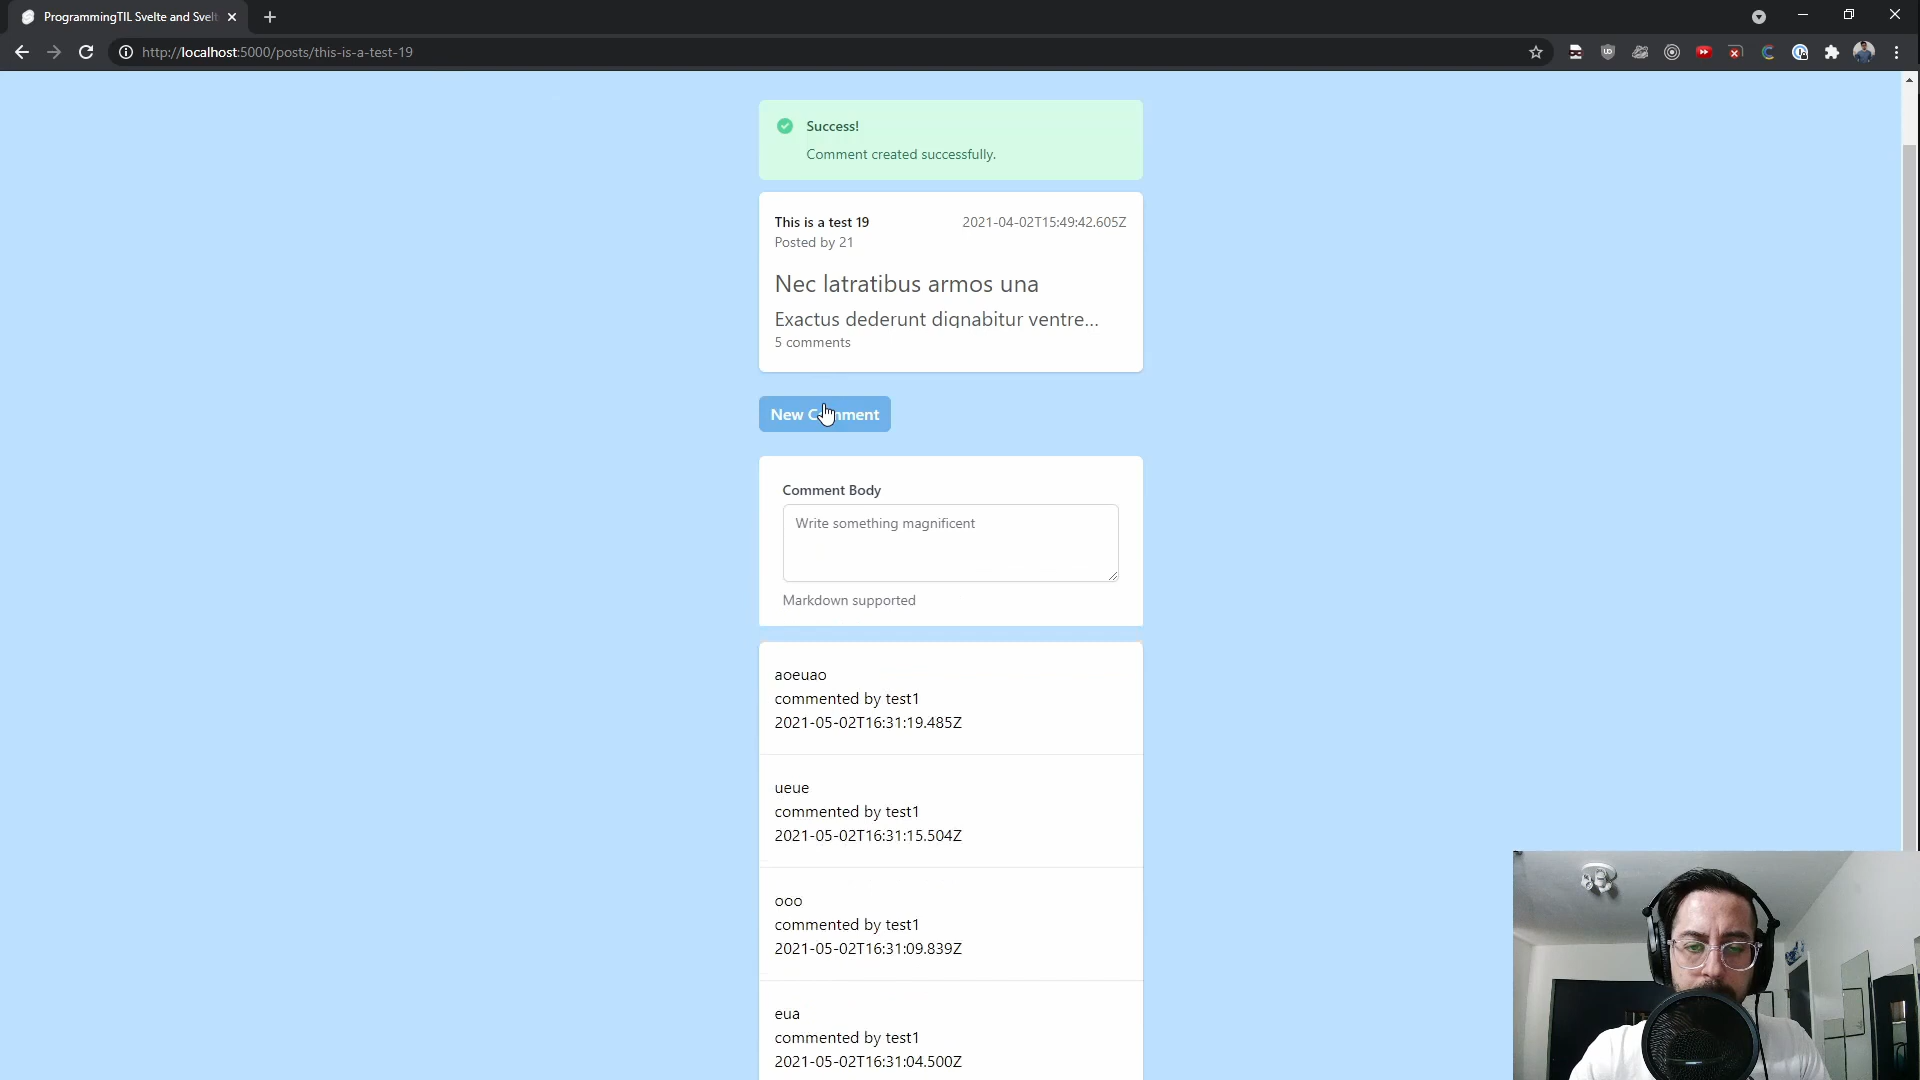 ProgrammingTIL Svelte and Svelt
http://localhost:5000/posts/this-is-a-test-19
Success!
Comment created successfully.
This is a test 19
2021-04-02T15:49:42.605Z
Posted by 21
Nec latratibus armos una
Exactus dederunt dignabitur ventre...
5 comments
New Comment
Comment Body
Write something magnificent
Markdown supported
aoeuao
commented by test1
2021-05-02T16:31:19.485Z
ueue
commented by test1
2021-05-02T16:31:15.504Z
ooo
commented by test1
2021-05-02T16:31:09.839Z
eua
commented by test1
2021-05-02T16:31:04.500Z